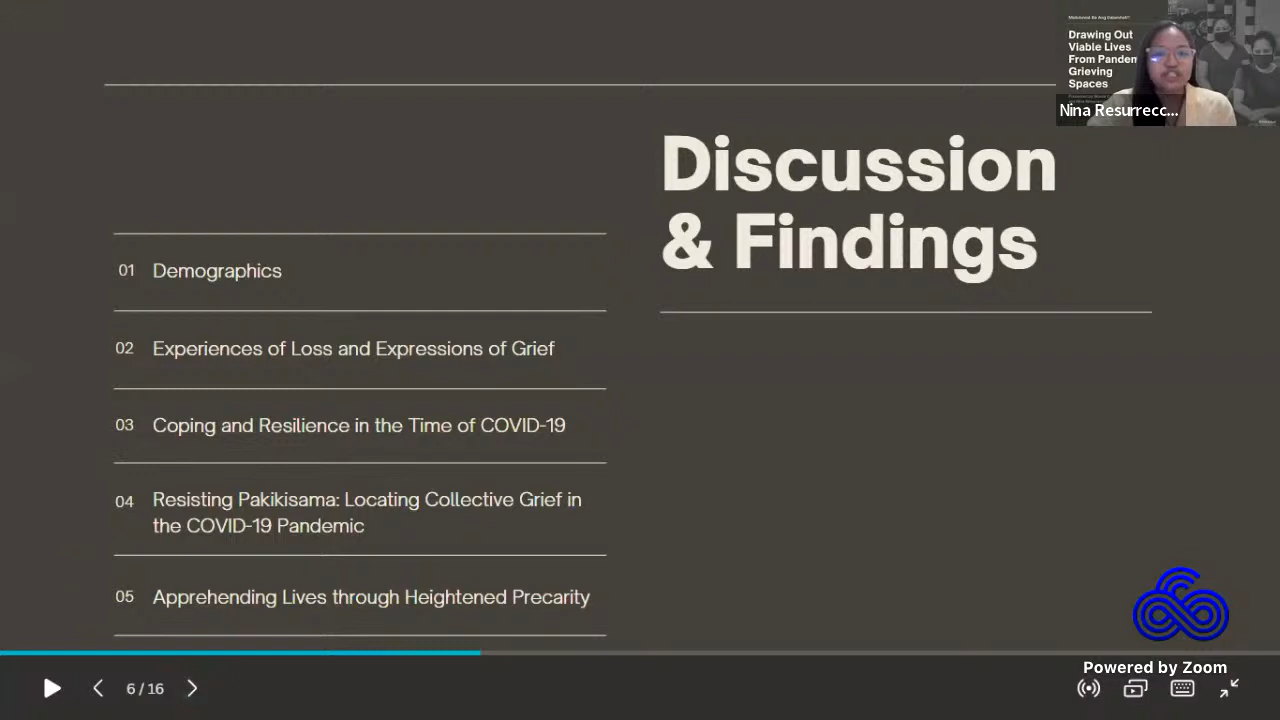 Drawing Out
Viable Lives
From Pandem
Grieving
Spaces
Nina Resurrecc...
Discussion
& Findings
01 Demographics
02 Experiences of Loss and Expressions of Grief
03 Coping and Resilience in the Time of COVID-19
04 Resisting Pakikisama: Locating Collective Grief in
the COVID-19 Pandemic
05 Apprehending Lives through Heightened Precarity
Powered by Zoom
6 / 16